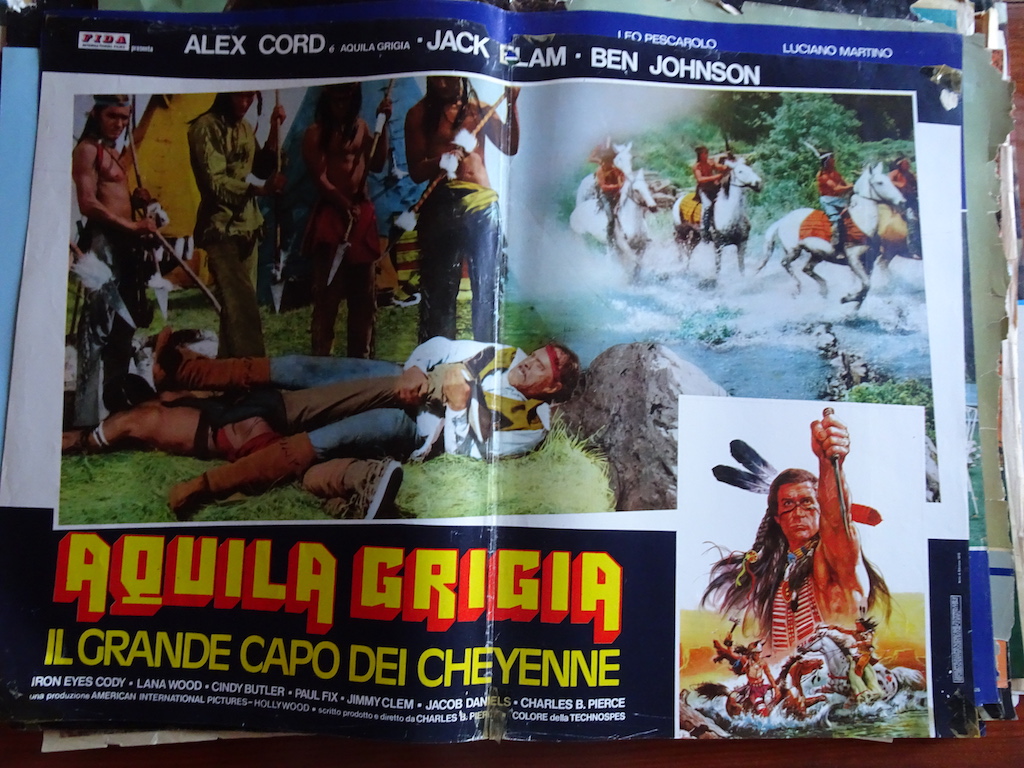 FIDA
INTERNATIONAL FILMS presenta
ALEX CORD è AQUILA GRIGIA · JACK ELAM · BEN JOHNSON
LEO PESCAROLO
LUCIANO MARTINO
AQUILA GRIGIA
IL GRANDE CAPO DEI CHEYENNE
IRON EYES CODY · LANA WOOD · CINDY BUTLER · PAUL FIX · JIMMY CLEM · JACOB DANIELS · CHARLES B. PIERCE
una produzione AMERICAN INTERNATIONAL PICTURES - HOLLYWOOD · scritto prodotto e diretto da CHARLES B. PIERCE COLORE della TECHNOSPES